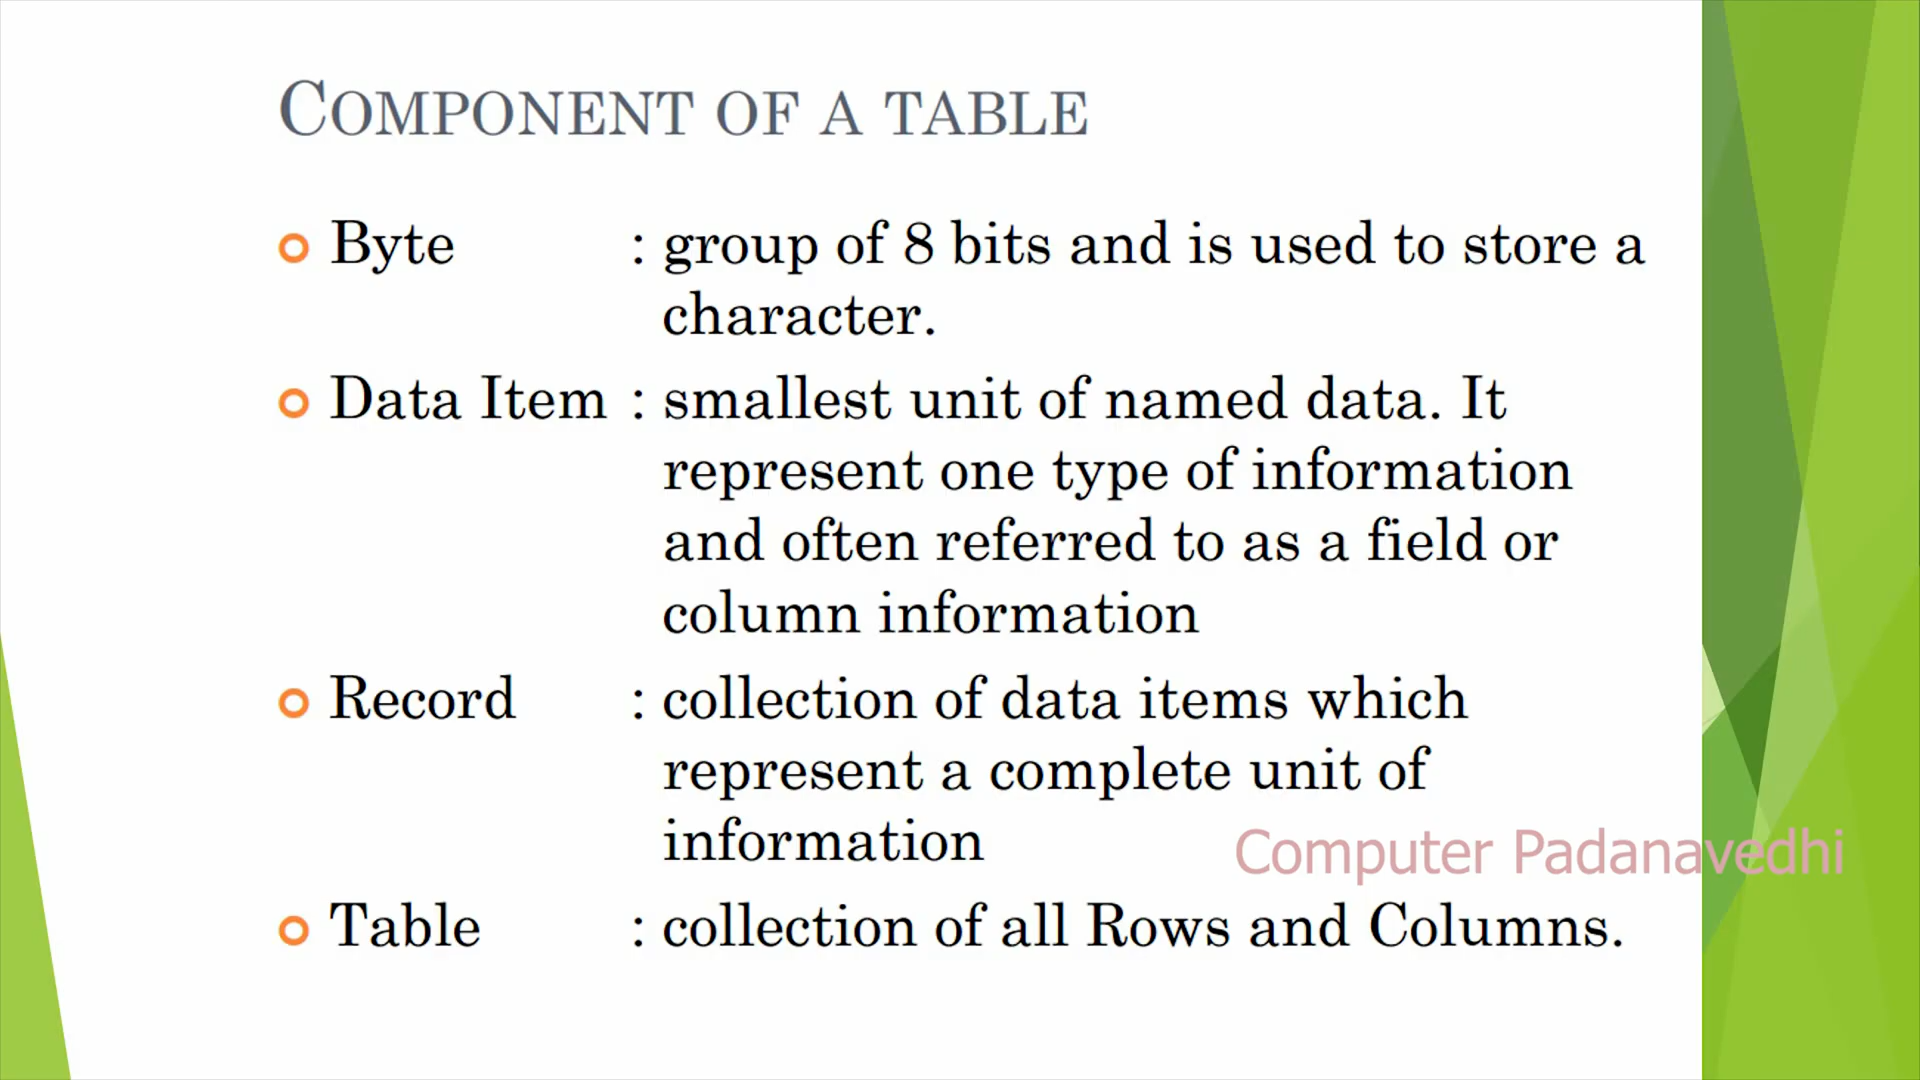 COMPONENT OF A TABLE
Byte : group of 8 bits and is used to store a
character.
Data Item : smallest unit of named data. It
represent one type of information
and often referred to as a field or
column information
Record : collection of data items which
represent a complete unit of
information
Computer Padanavedhi
Table : collection of all Rows and Columns.